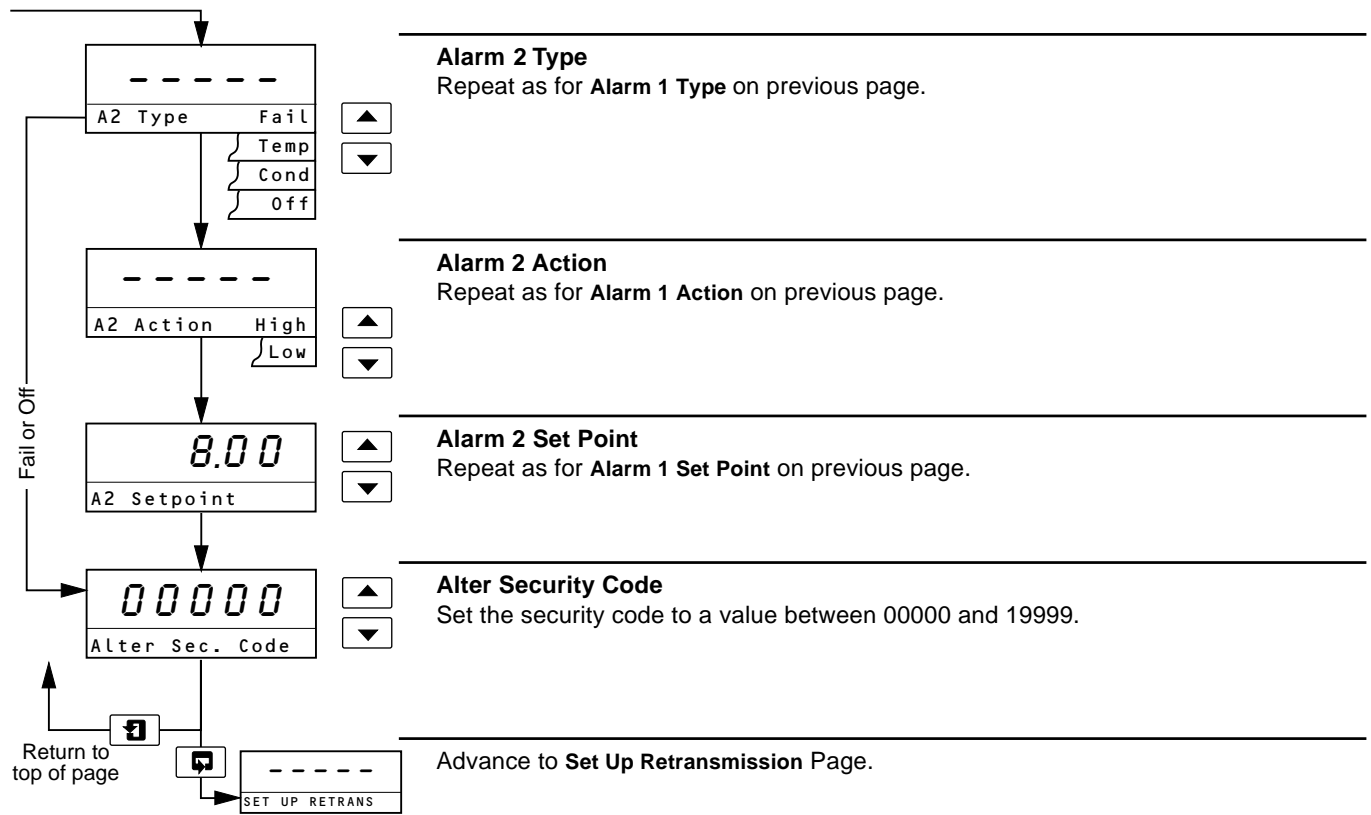 - - - - -
A2 Type Fail
Temp
Cond
Off
Alarm 2 Type
Repeat as for Alarm 1 Type on previous page.
- - - - -
A2 Action High
Low
Alarm 2 Action
Repeat as for Alarm 1 Action on previous page.
Fail or Off
8.00
A2 Setpoint
Alarm 2 Set Point
Repeat as for Alarm 1 Set Point on previous page.
00000
Alter Sec. Code
Alter Security Code
Set the security code to a value between 00000 and 19999.
Return to
top of page
- - - - -
SET UP RETRANS
Advance to Set Up Retransmission Page.